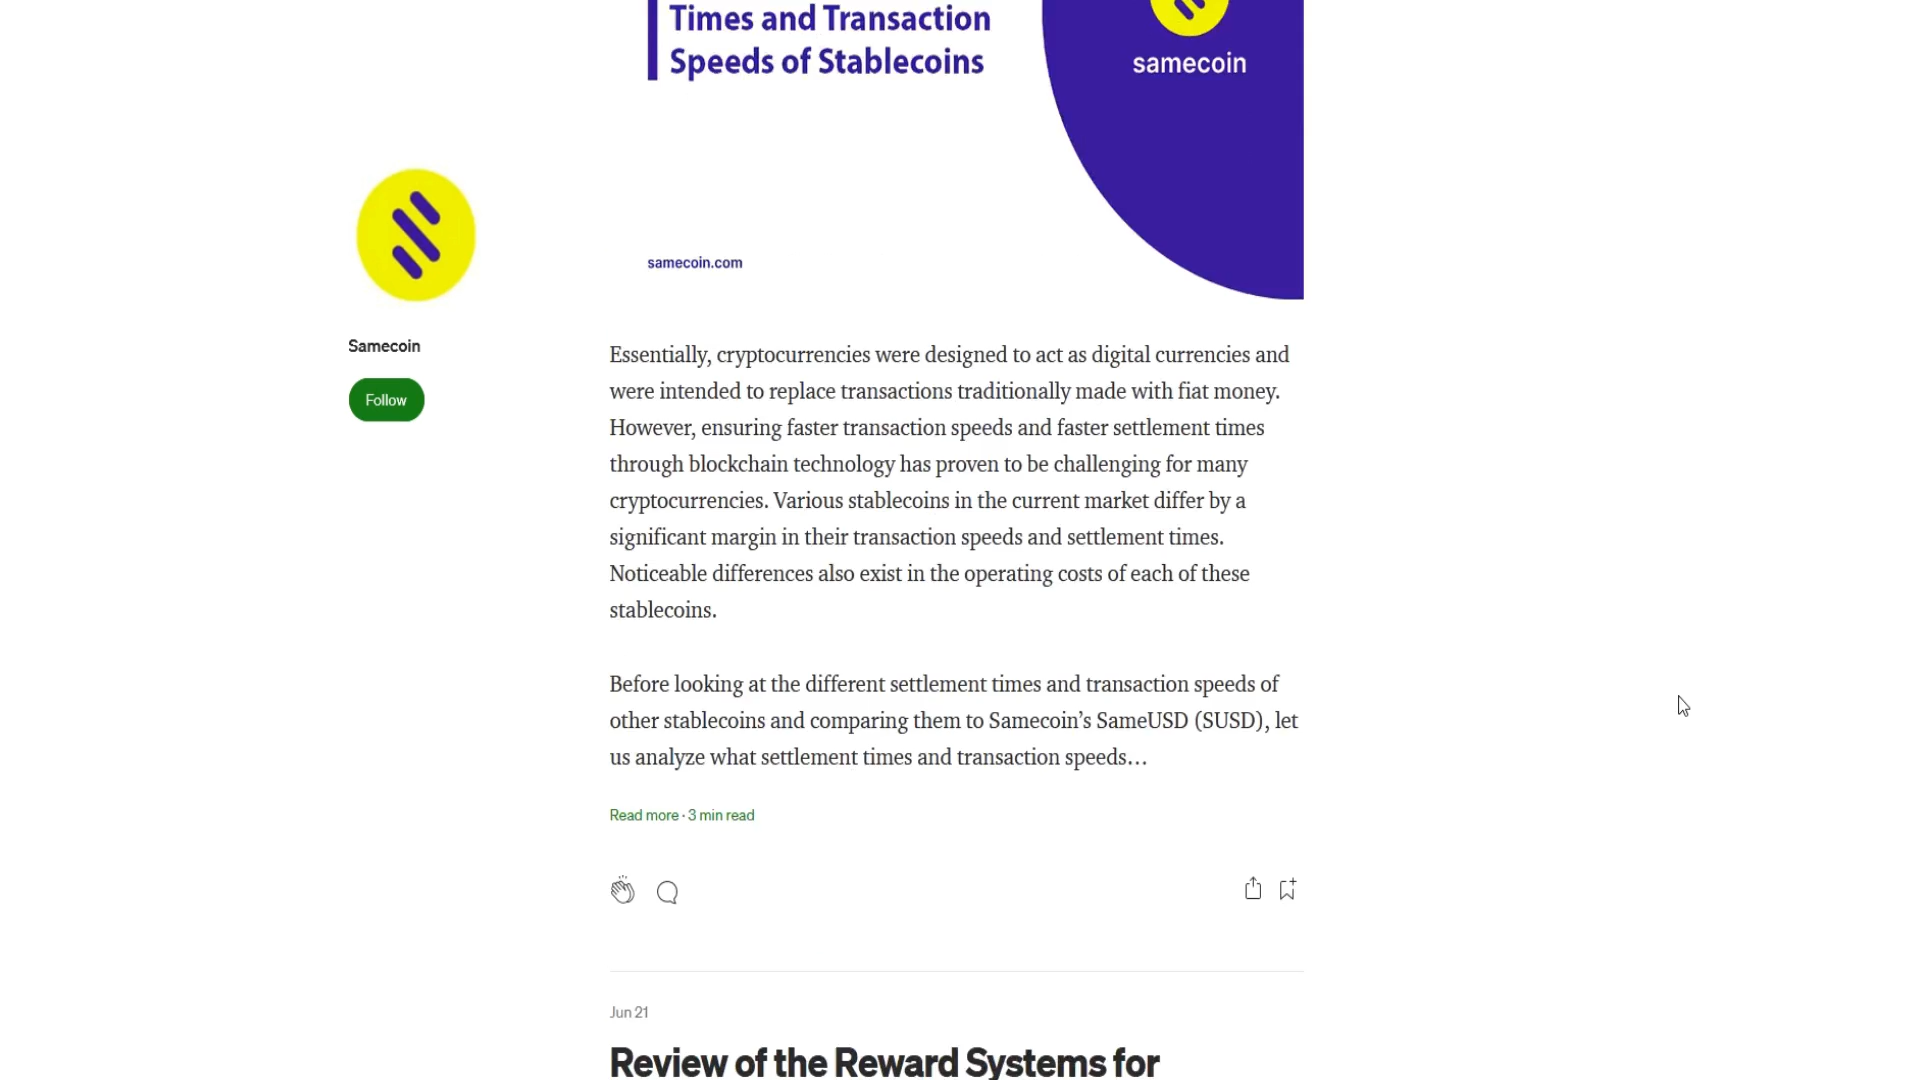 Times and Transaction
Speeds of Stablecoins
samecoin
samecoin.com
Samecoin
Follow
Essentially, cryptocurrencies were designed to act as digital currencies and
were intended to replace transactions traditionally made with fiat money.
However, ensuring faster transaction speeds and faster settlement times
through blockchain technology has proven to be challenging for many
cryptocurrencies. Various stablecoins in the current market differ by a
significant margin in their transaction speeds and settlement times.
Noticeable differences also exist in the operating costs of each of these
stablecoins.
Before looking at the different settlement times and transaction speeds of
other stablecoins and comparing them to Samecoin’s SameUSD (SUSD), let
us analyze what settlement times and transaction speeds…
Read more · 3 min read
Jun 21
Review of the Reward Systems for